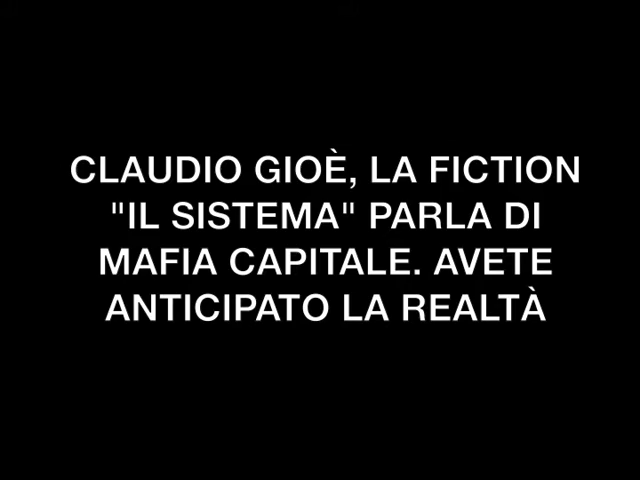 CLAUDIO GIOÈ, LA FICTION
"IL SISTEMA" PARLA DI
MAFIA CAPITALE. AVETE
ANTICIPATO LA REALTÀ